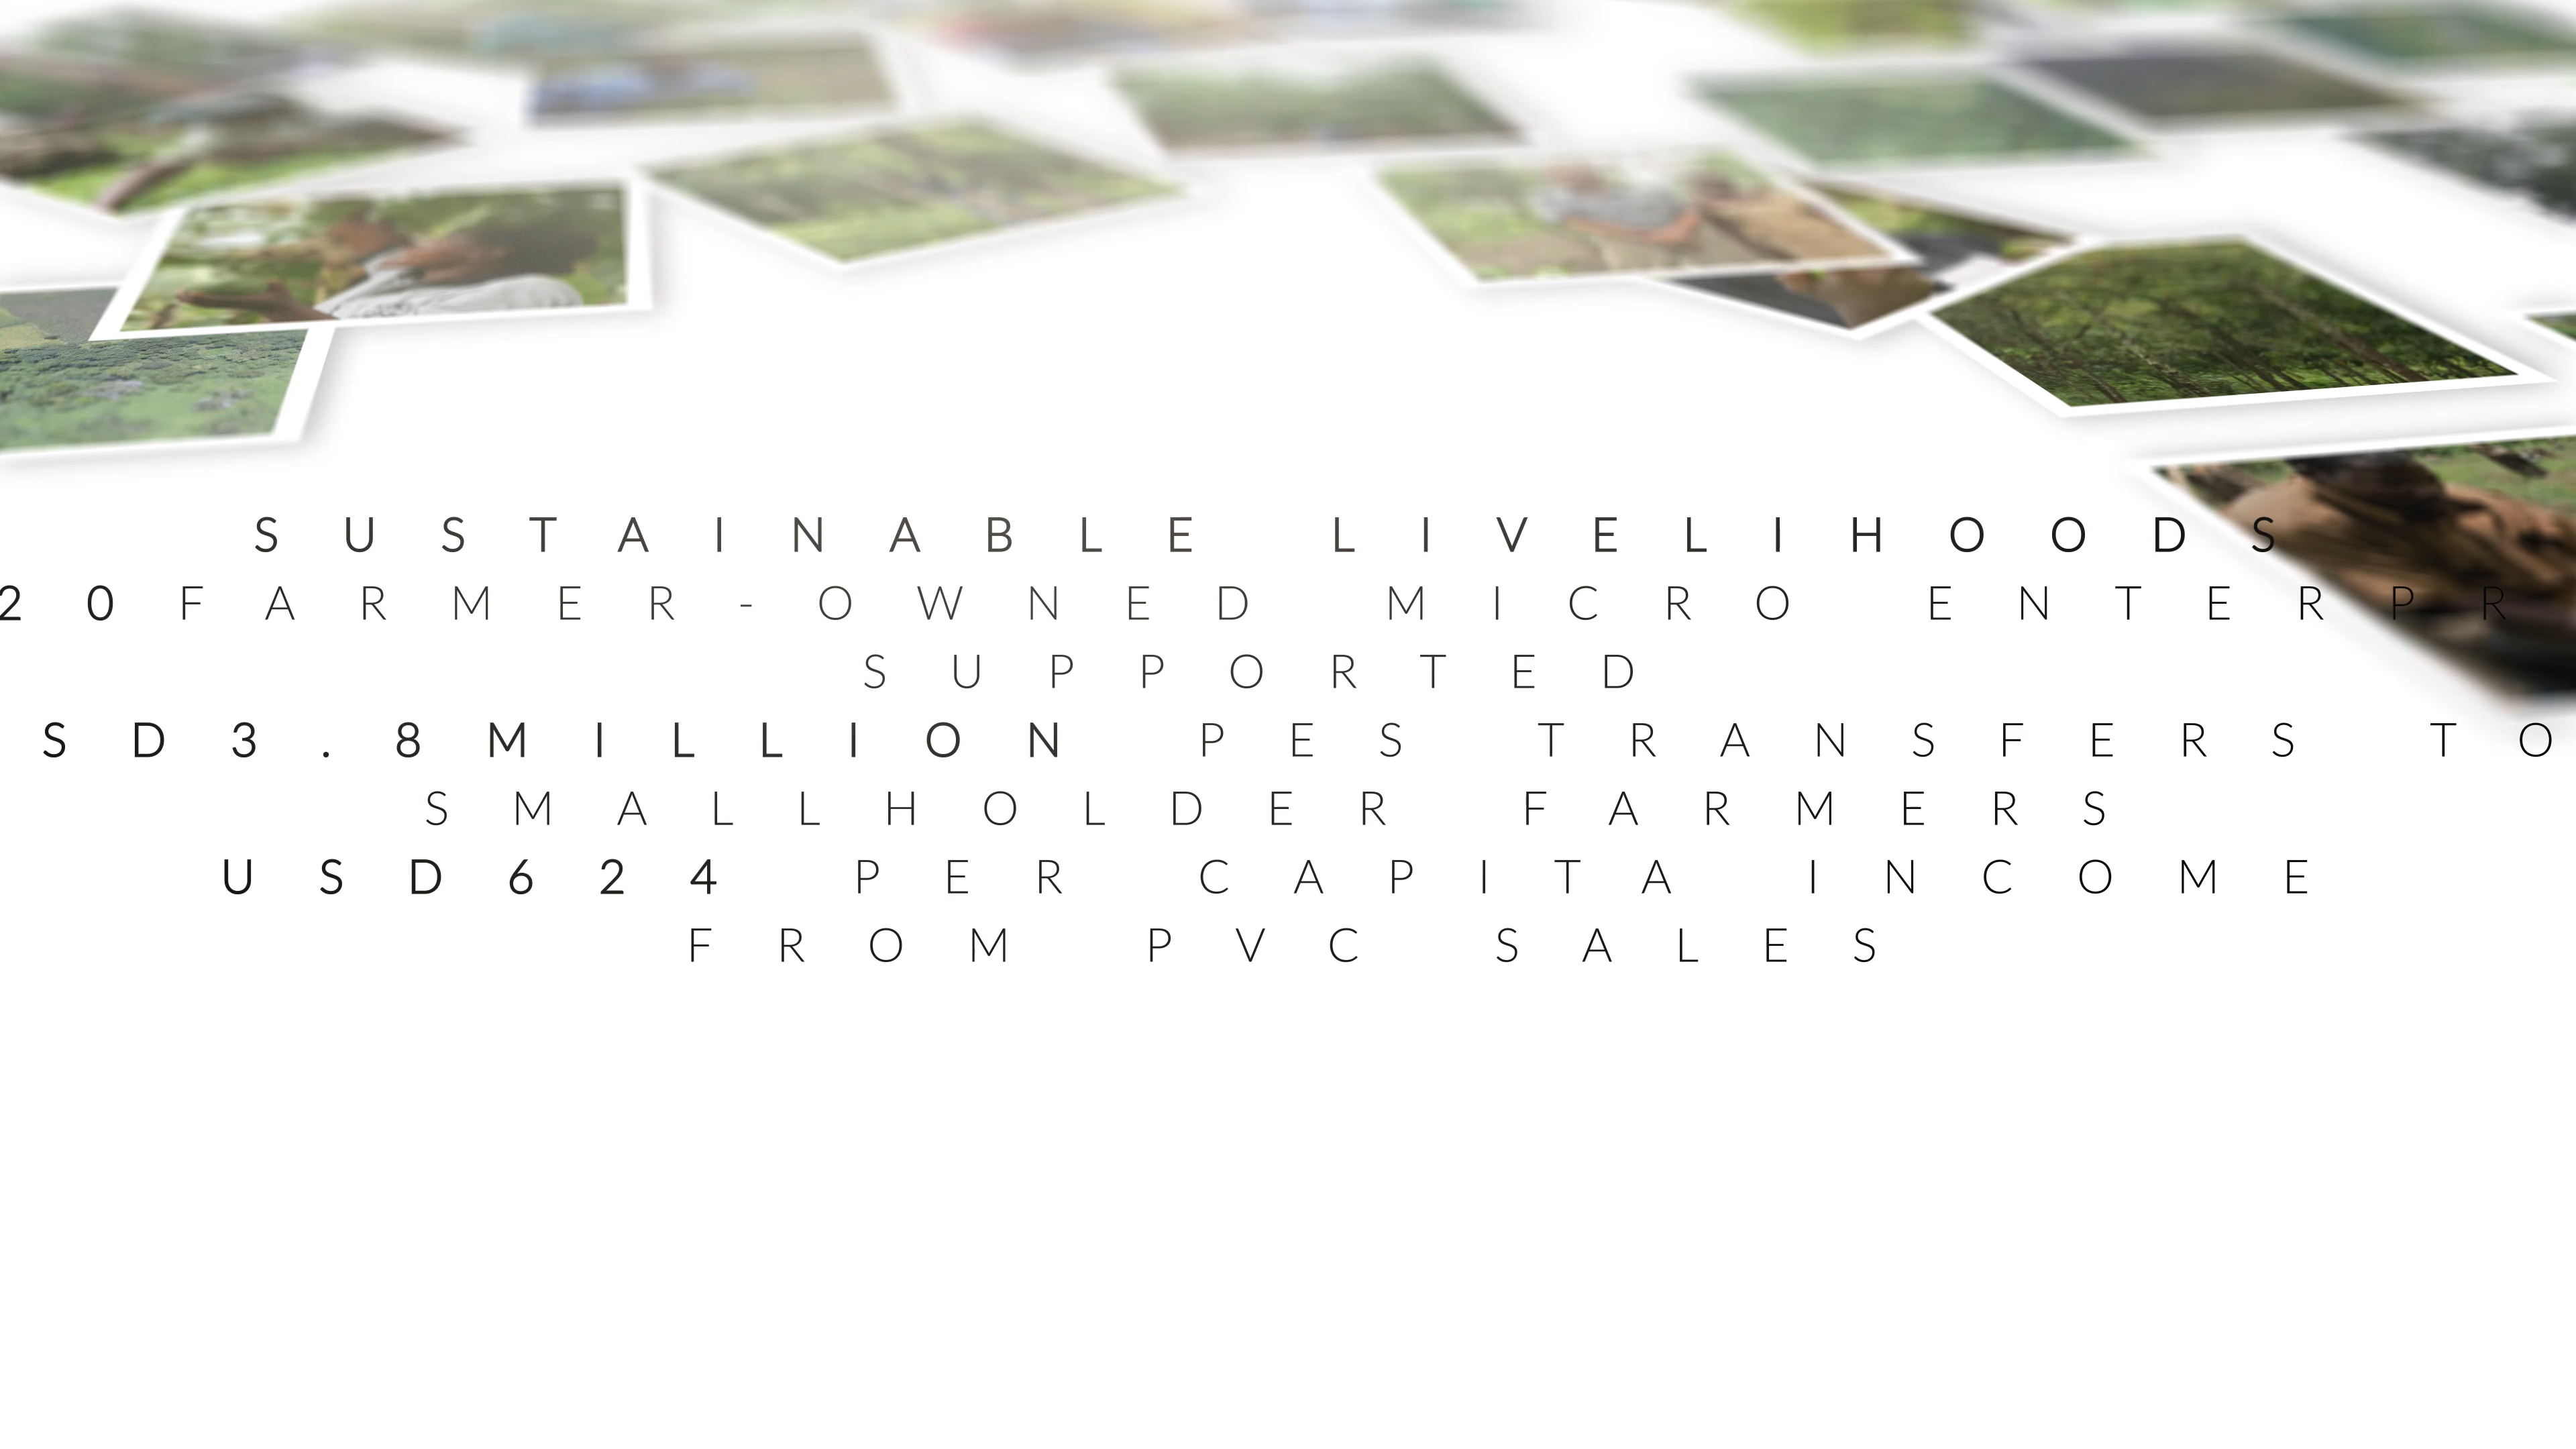 SUSTAINABLE LIVELIHOODS
20 FARMER-OWNED MICRO ENTERPR
SUPPORTED
SD3.8MILLION PES TRANSFERS TO
SMALLHOLDER FARMERS
USD624 PER CAPITA INCOME
FROM PVC SALES